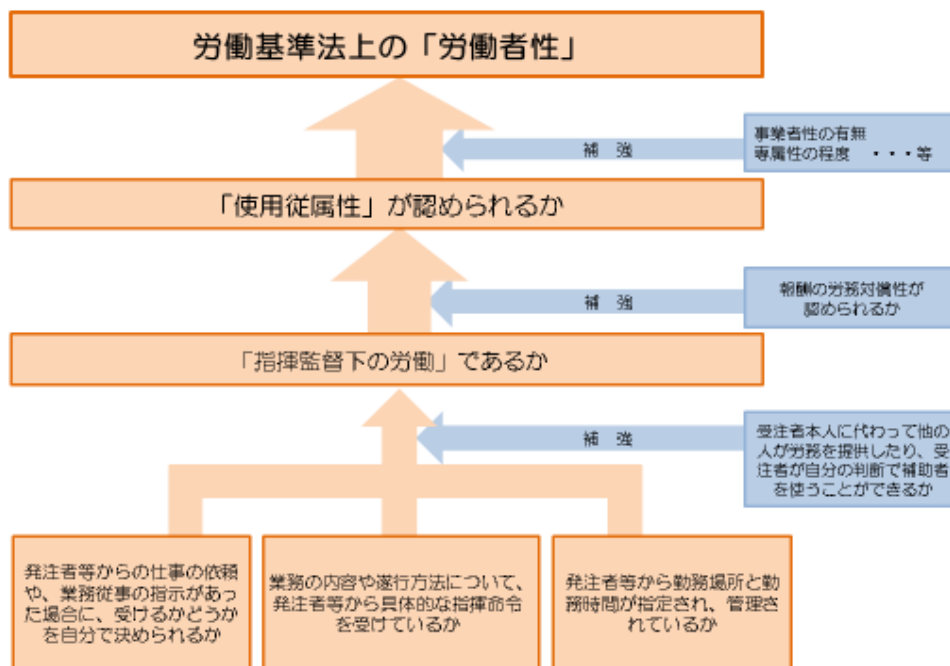 労働基準法上の「労働者性」
事業者性の有無
専属性の程度 ・・・等
補 強
「使用従属性」が認められるか
報酬の労務対償性が
認められるか
補 強
「指揮監督下の労働」であるか
受注者本人に代わって他の
人が労務を提供したり、受
注者が自分の判断で補助者
を使うことができるか
補 強
発注者等からの仕事の依頼
や、業務従事の指示があっ
た場合に、受けるかどうか
を自分で決められるか
業務の内容や遂行方法について、
発注者等から具体的な指揮命令
を受けているか
発注者等から勤務場所と勤
務時間が指定され、管理さ
れているか